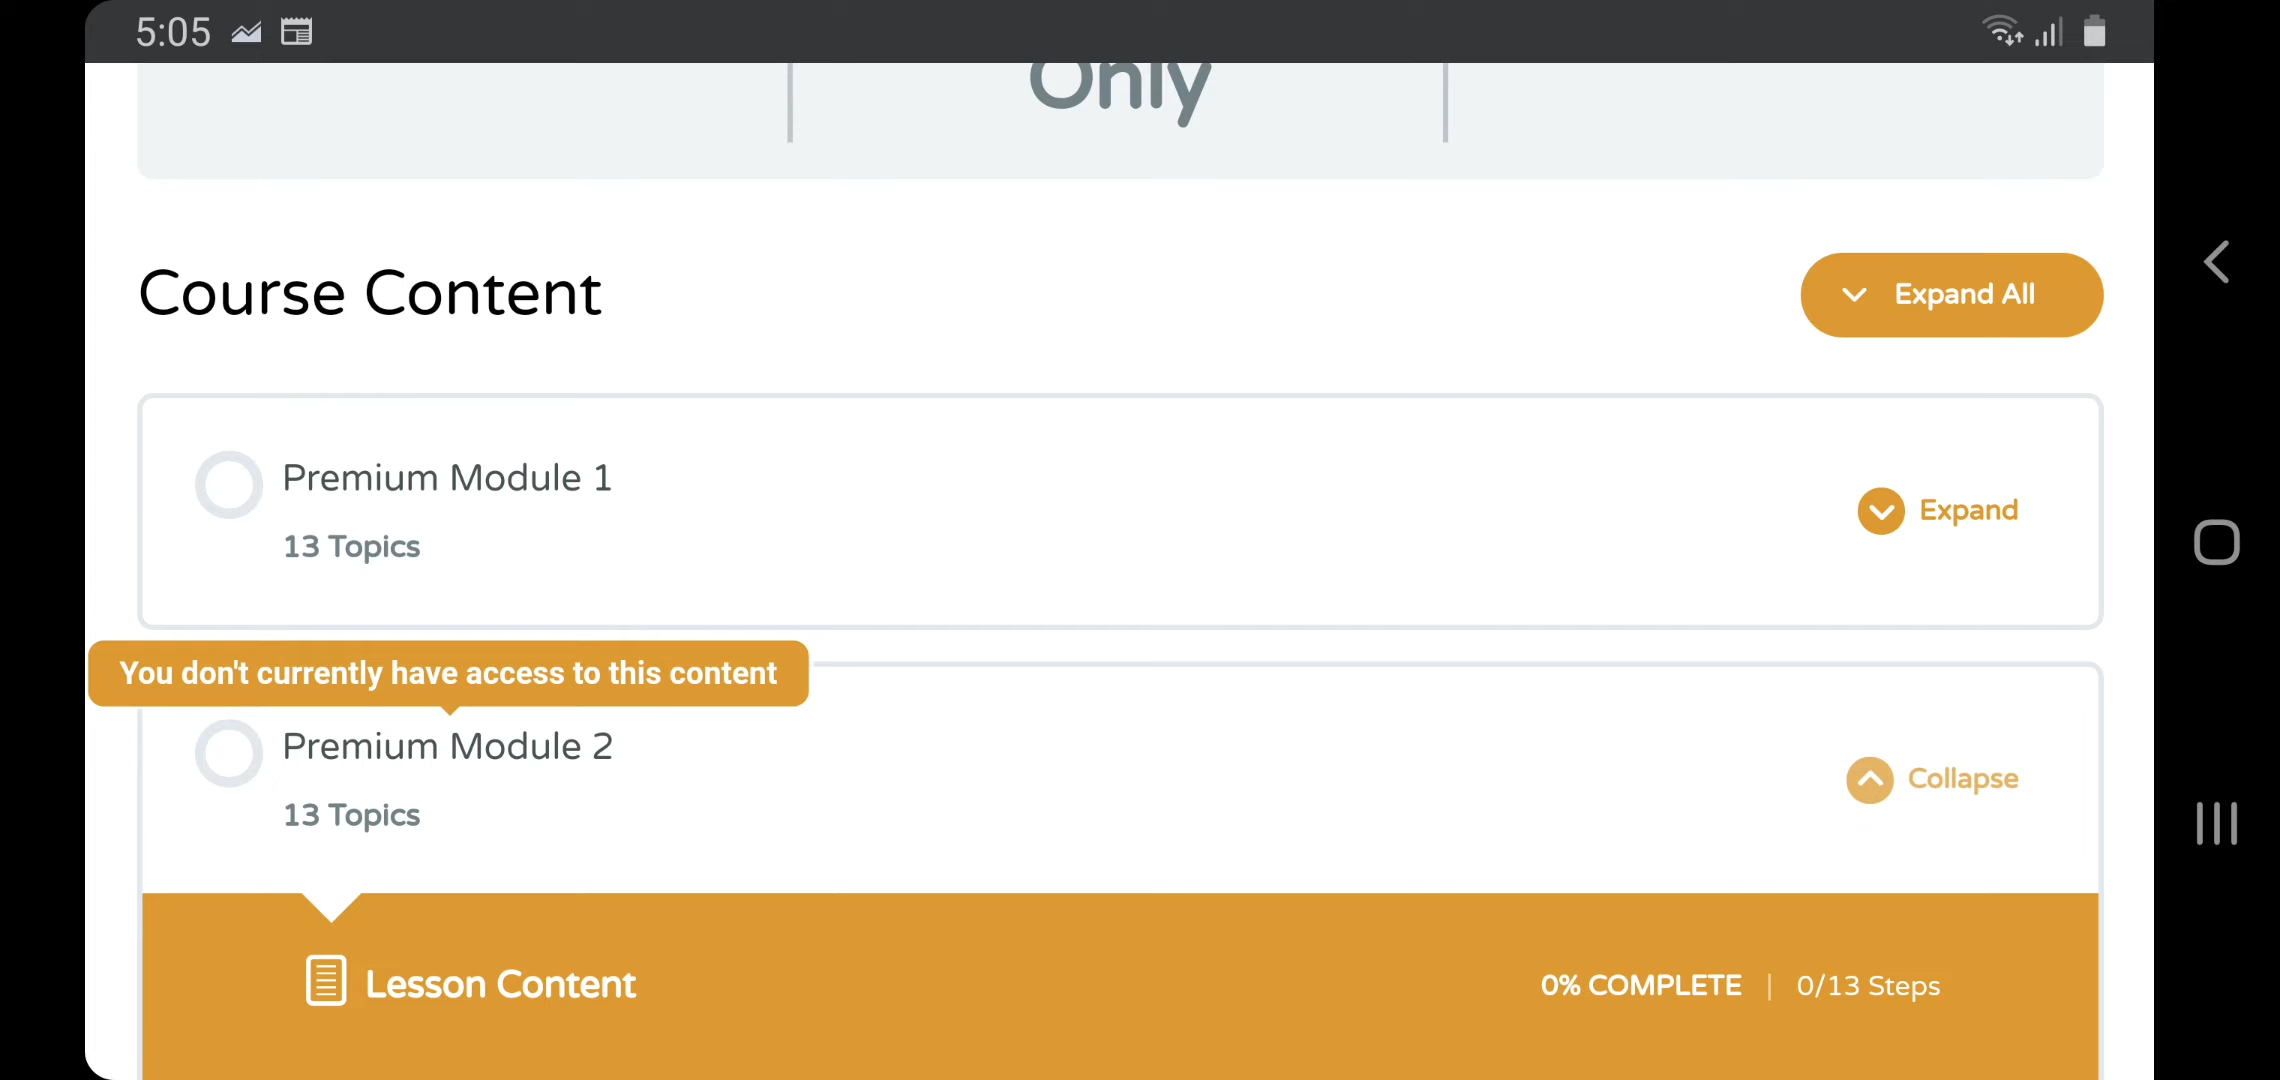 5:05
Only
Course Content
Expand All
Premium Module 1
13 Topics
Expand
You don't currently have access to this content
Premium Module 2
13 Topics
Collapse
Lesson Content
0% COMPLETE | 0/13 Steps